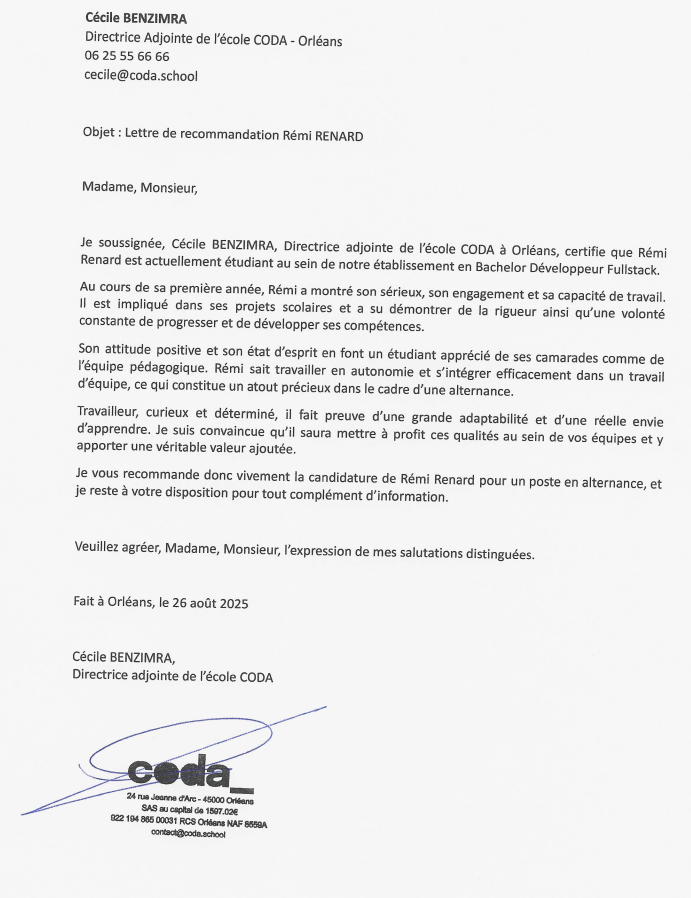 Cécile BENZIMRA
Directrice Adjointe de l'école CODA - Orléans
06 25 55 66 66
cecile@coda.school
Objet : Lettre de recommandation Rémi RENARD
Madame, Monsieur,
Je soussignée, Cécile BENZIMRA, Directrice adjointe de l'école CODA à Orléans, certifie que Rémi
Renard est actuellement étudiant au sein de notre établissement en Bachelor Développeur Fullstack.
Au cours de sa première année, Rémi a montré son sérieux, son engagement et sa capacité de travail.
Il est impliqué dans ses projets scolaires et a su démontrer de la rigueur ainsi qu'une volonté
constante de progresser et de développer ses compétences.
Son attitude positive et son état d'esprit en font un étudiant apprécié de ses camarades comme de
l'équipe pédagogique. Rémi sait travailler en autonomie et s'intégrer efficacement dans un travail
d'équipe, ce qui constitue un atout précieux dans le cadre d'une alternance.
Travailleur, curieux et déterminé, il fait preuve d'une grande adaptabilité et d'une réelle envie
d'apprendre. Je suis convaincue qu'il saura mettre à profit ces qualités au sein de vos équipes et y
apporter une véritable valeur ajoutée.
Je vous recommande donc vivement la candidature de Rémi Renard pour un poste en alternance, et
je reste à votre disposition pour tout complément d'information.
Veuillez agréer, Madame, Monsieur, l'expression de mes salutations distinguées.
Fait à Orléans, le 26 août 2025
Cécile BENZIMRA,
Directrice adjointe de l'école CODA
coda_
24 rue Jeanne d'Arc - 45000 Orléans
SAS au capital de 1597.02€
922 194 865 00031 RCS Orléans NAF 8559A
contact@coda.school